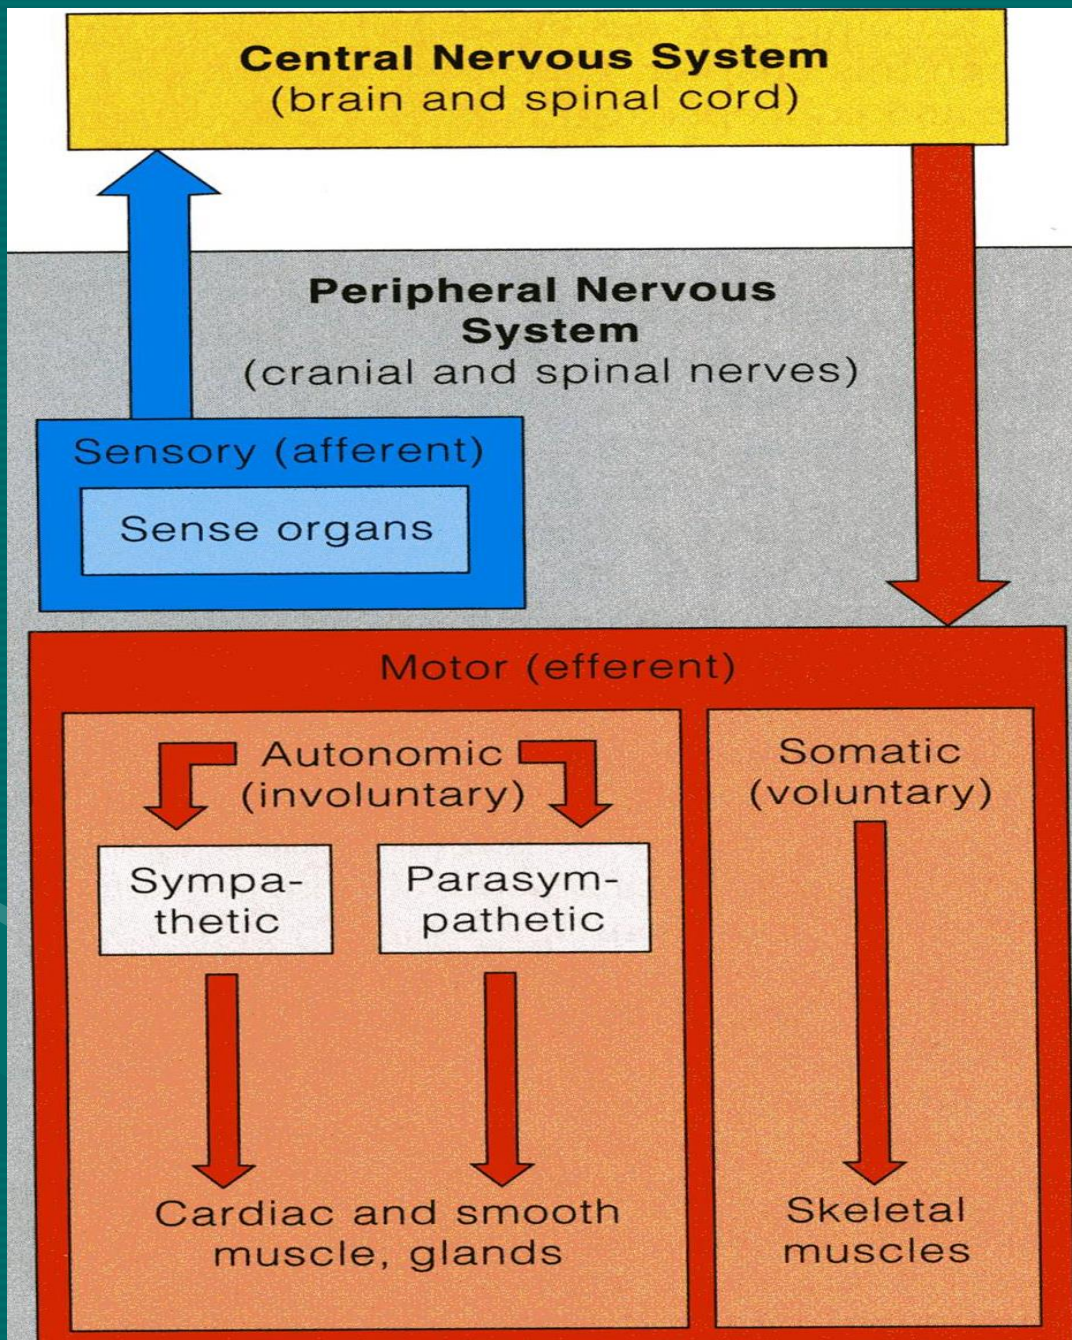 Central Nervous System
(brain and spinal cord)
Peripheral Nervous
System
(cranial and spinal nerves)
Sensory (afferent)
Sense organs
Motor (efferent)
Autonomic
(involuntary)
Sympa-
thetic
Parasym-
pathetic
Cardiac and smooth
muscle, glands
Somatic
(voluntary)
Skeletal
muscles